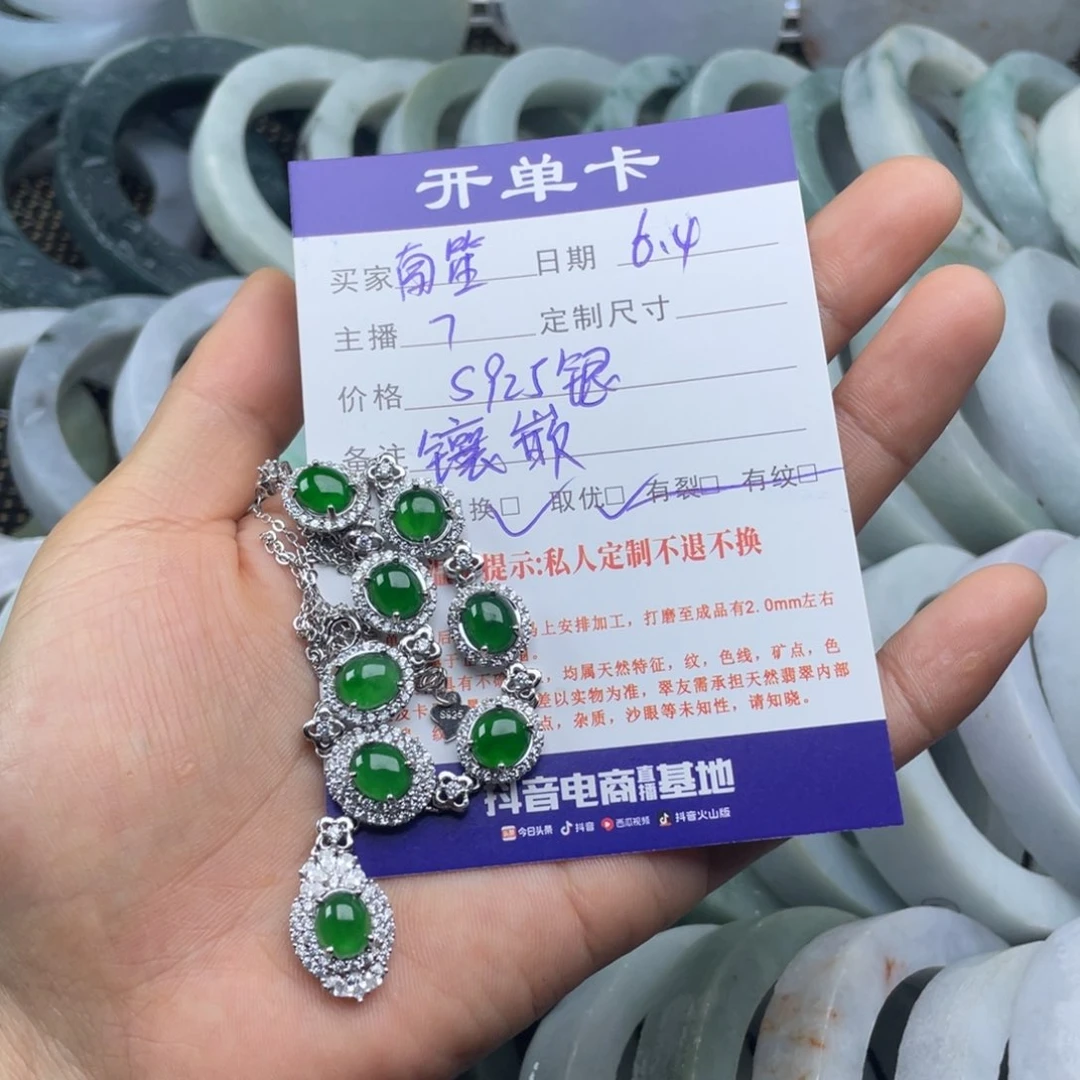 开单卡
买家 南笙 日期 6.4
主播 7 定制尺寸
价格 S925银
备注 镶嵌
换□ 取优□ 有裂□ 有纹□
提示:私人定制不退不换
上安排加工，打磨至成品有2.0mm左右
，均属天然特征，纹，色线，矿点，色
差以实物为准，翠友需承担天然翡翠内部
点，杂质，沙眼等未知性，请知晓。
S925
抖音电商直播基地
头条 今日头条 抖音 西瓜视频 抖音火山版